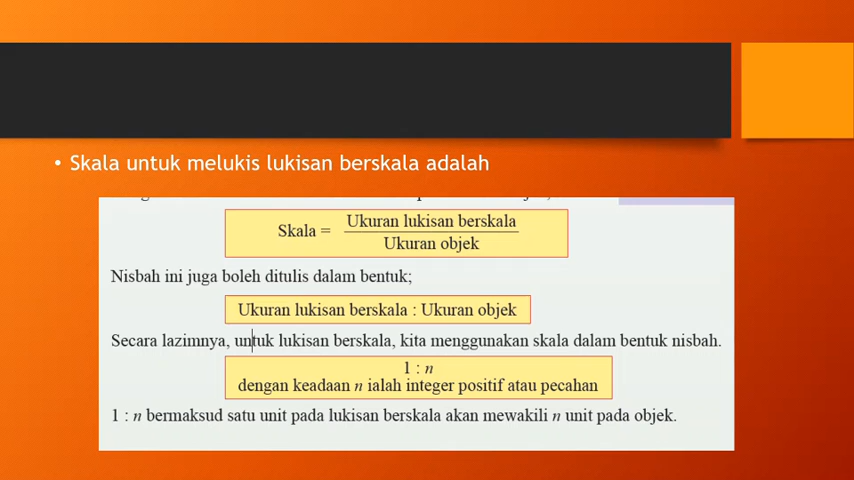 • Skala untuk melukis lukisan berskala adalah
Skala = Ukuran lukisan berskala
Ukuran objek
Nisbah ini juga boleh ditulis dalam bentuk;
Ukuran lukisan berskala : Ukuran objek
Secara lazimnya, untuk lukisan berskala, kita menggunakan skala dalam bentuk nisbah.
1 : n
dengan keadaan n ialah integer positif atau pecahan
1 : n bermaksud satu unit pada lukisan berskala akan mewakili n unit pada objek.